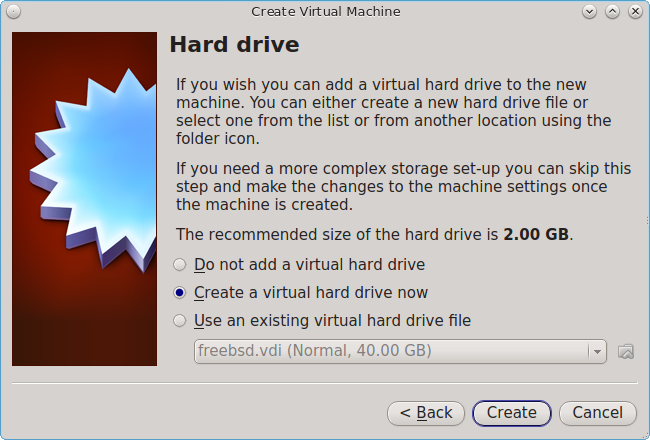 Create Virtual Machine
Hard drive
If you wish you can add a virtual hard drive to the new
machine. You can either create a new hard drive file or
select one from the list or from another location using the
folder icon.
If you need a more complex storage set-up you can skip this
step and make the changes to the machine settings once
the machine is created.
The recommended size of the hard drive is 2.00 GB.
Do not add a virtual hard drive
Create a virtual hard drive now
Use an existing virtual hard drive file
freebsd.vdi (Normal, 40.00 GB)
< Back Create Cancel